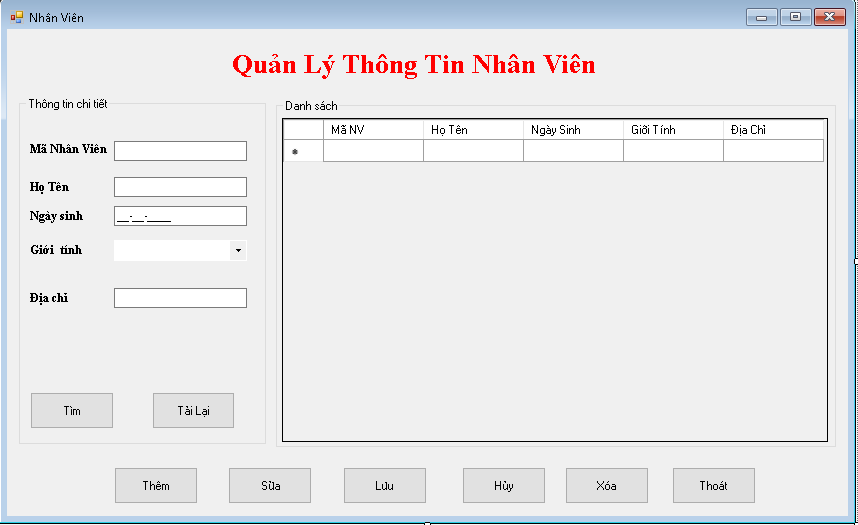 Nhân Viên
Quản Lý Thông Tin Nhân Viên
Thông tin chi tiết
Mã Nhân Viên
Họ Tên
Ngày sinh
__-__-____
Giới tính
Địa chỉ
Tìm
Tải Lại
Danh sách
Mã NV Họ Tên Ngày Sinh Giới Tính Địa Chỉ
Thêm Sữa Lưu Hủy Xóa Thoát